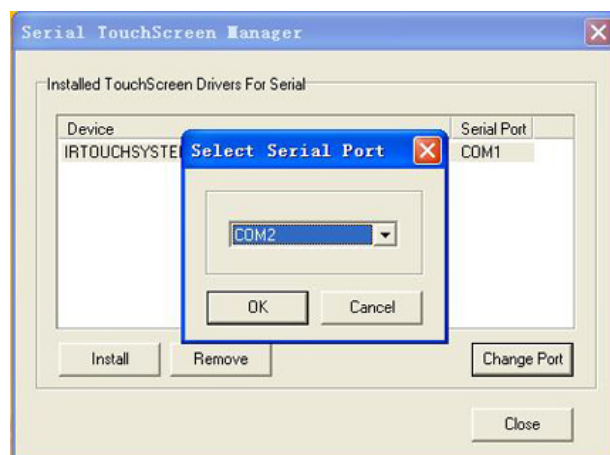 Serial TouchScreen Manager
Installed TouchScreen Drivers For Serial
Device Serial Port
IRTOUCHSYSTE COM1
Select Serial Port
COM2
OK Cancel
Install Remove Change Port
Close